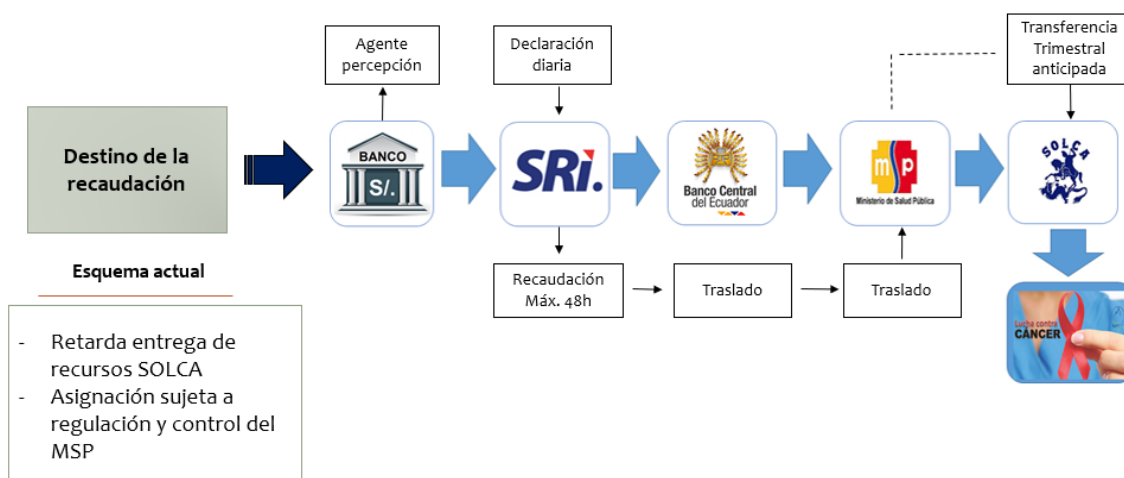 Agente
percepción
Declaración
diaria
Transferencia
Trimestral
anticipada
Destino de la
recaudación
BANCO
S/.
SRi.
Banco Central
del Ecuador
m p
Ministerio de Salud Pública
SOLCA
Esquema actual
Recaudación
Máx. 48h
Traslado
Traslado
- Retarda entrega de
recursos SOLCA
- Asignación sujeta a
regulación y control del
MSP
Lucha contra
CÁNCER